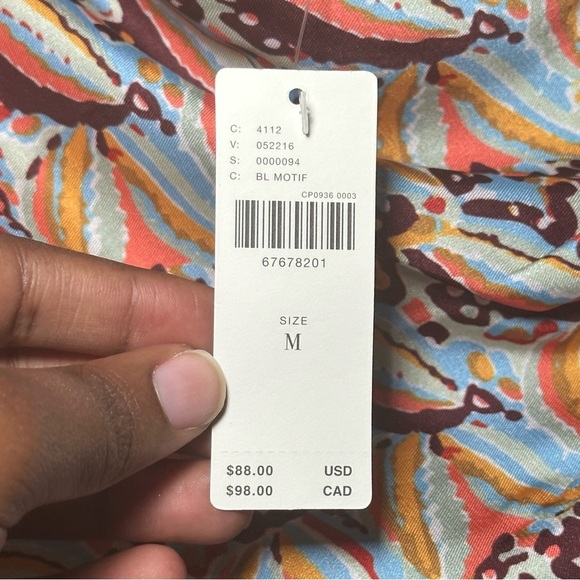 C: 4112
V: 052216
S: 0000094
C: BL MOTIF
CP0936 0003
67678201
SIZE
M
$88.00 USD
$98.00 CAD